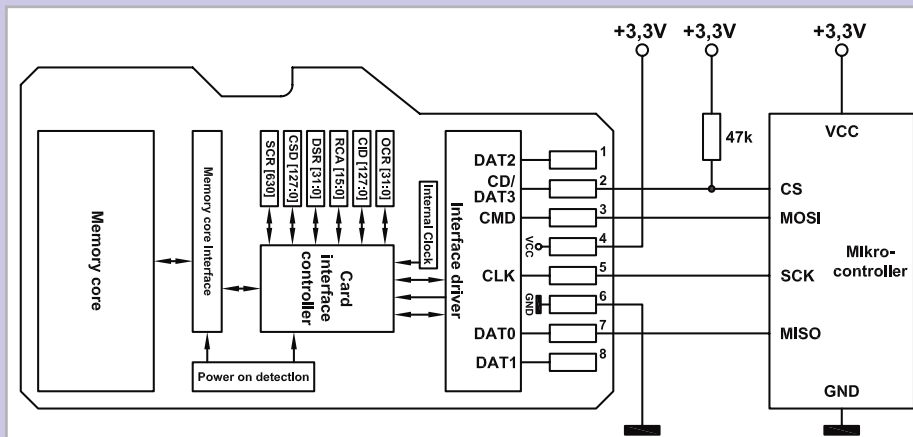 +3,3V
+3,3V
+3,3V
47k
VCC
CS
MOSI
MIkro-
controller
SCK
MISO
GND
Memory core
Memory core Interface
SCR [630]
CSD [127:0]
DSR [31:0]
RCA [15:0]
CID [127:0]
OCR [31:0]
Internal Clock
Card
interface
controller
Power on detectIon
Interface driver
DAT2
1
CD/
DAT3
2
CMD
3
VCC
4
CLK
5
GND
6
DAT0
7
DAT1
8